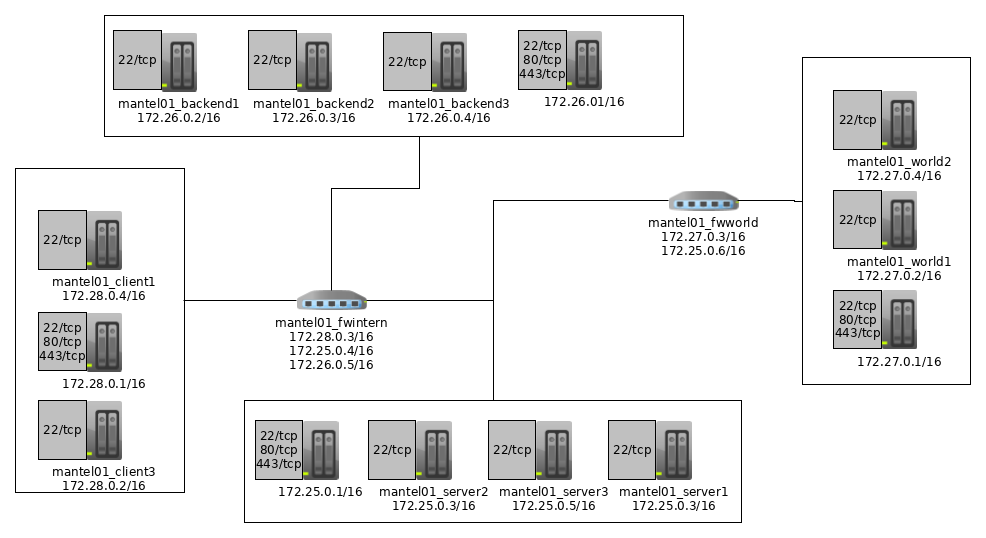 22/tcp
mantel01_backend1
172.26.0.2/16
22/tcp
mantel01_backend2
172.26.0.3/16
22/tcp
mantel01_backend3
172.26.0.4/16
22/tcp
80/tcp
443/tcp
172.26.01/16
22/tcp
mantel01_world2
172.27.0.4/16
22/tcp
mantel01_world1
172.27.0.2/16
22/tcp
80/tcp
443/tcp
172.27.0.1/16
mantel01_fwworld
172.27.0.3/16
172.25.0.6/16
22/tcp
mantel01_client1
172.28.0.4/16
22/tcp
80/tcp
443/tcp
172.28.0.1/16
22/tcp
mantel01_client3
172.28.0.2/16
mantel01_fwintern
172.28.0.3/16
172.25.0.4/16
172.26.0.5/16
22/tcp
80/tcp
443/tcp
172.25.0.1/16
22/tcp
mantel01_server2
172.25.0.3/16
22/tcp
mantel01_server3
172.25.0.5/16
22/tcp
mantel01_server1
172.25.0.3/16